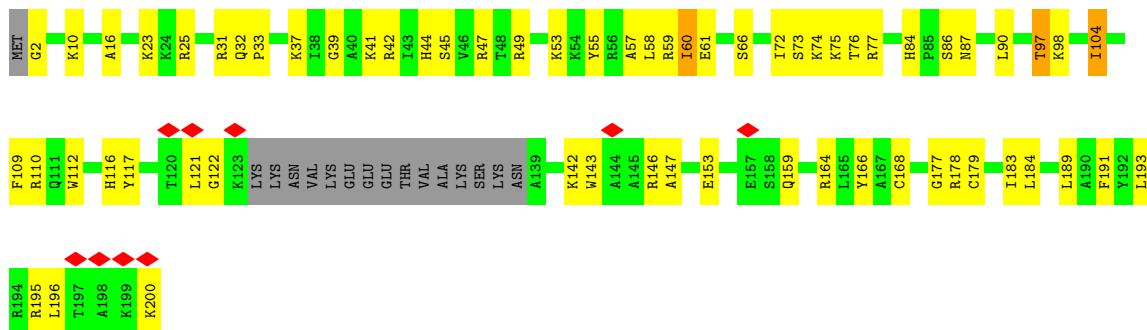 MET G2 K10 A16 K23 K24 R25 R31 Q32 P33 K37 I38 G39 A40 K41 R42 I43 H44 S45 V46 R47 T48 R49 K53 K54 Y55 R56 A57 L58 R59 I60 E61 S66 I72 S73 K74 K75 T76 R77 H84 P85 S86 N87 L90 T97 K98 I104
F109 R110 Q111 W112 H116 Y117 T120 L121 G122 K123 LYS LYS ASN VAL LYS GLU GLU GLU THR VAL ALA LYS SER LYS ASN A139 K142 W143 A144 A145 R146 A147 E153 E157 S158 Q159 R164 L165 Y166 A167 C168 G177 R178 C179 I183 L184 L189 A190 F191 Y192 L193
R194 R195 L196 T197 A198 K199 K200